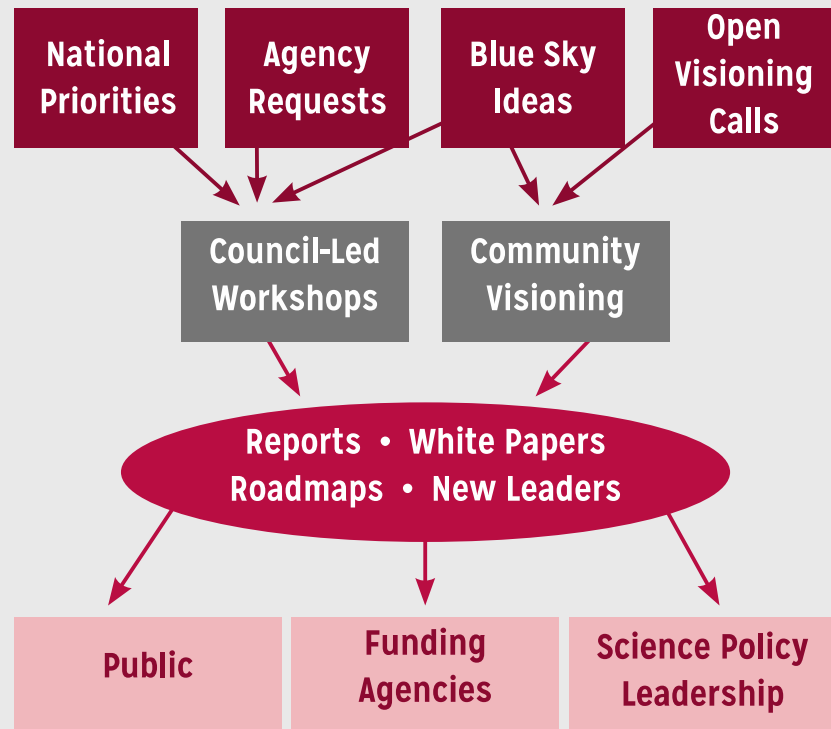 National
Priorities
Agency
Requests
Blue Sky
Ideas
Open
Visioning
Calls
Council-Led
Workshops
Community
Visioning
Reports • White Papers
Roadmaps • New Leaders
Public
Funding
Agencies
Science Policy
Leadership